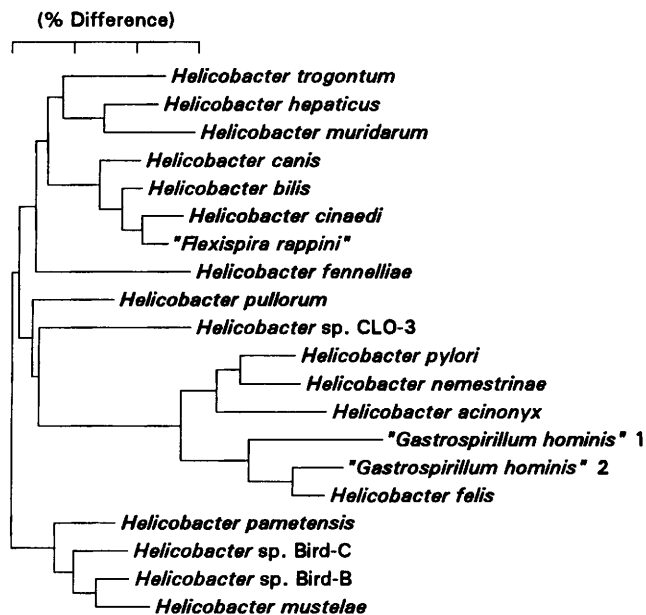 (% Difference)
Helicobacter trogontum
Helicobacter hepaticus
Helicobacter muridarum
Helicobacter canis
Helicobacter bilis
Helicobacter cinaedi
"Flexispira rappini"
Helicobacter fennelliae
Helicobacter pullorum
Helicobacter sp. CLO-3
Helicobacter pylori
Helicobacter nemestrinae
Helicobacter acinonyx
"Gastrospirillum hominis" 1
"Gastrospirillum hominis" 2
Helicobacter felis
Helicobacter pametensis
Helicobacter sp. Bird-C
Helicobacter sp. Bird-B
Helicobacter mustelae